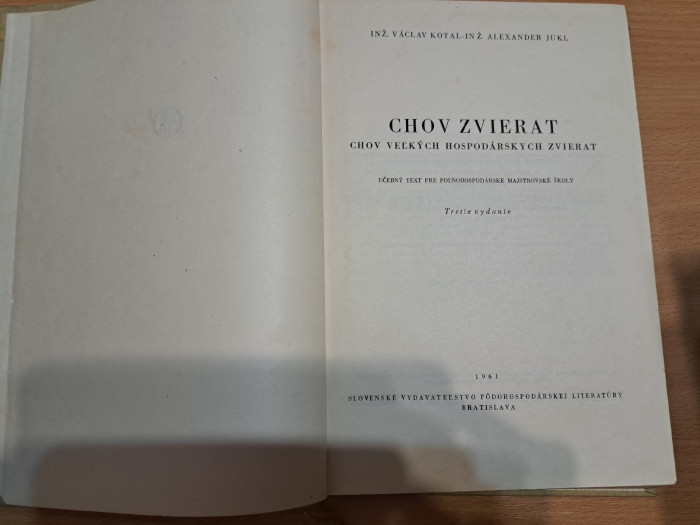 INŽ. VÁCLAV KOTAL-INŽ. ALEXANDER JUKL
CHOV ZVIERAT
CHOV VEĽKÝCH HOSPODÁRSKYCH ZVIERAT
UČEBNÝ TEXT PRE POĽNOHOSPODÁRSKE MAJSTROVSKÉ ŠKOLY
Tretie vydanie
1961
SLOVENSKÉ VYDAVATEĽSTVO PÔDOHOSPODÁRSKEJ LITERATÚRY
BRATISLAVA